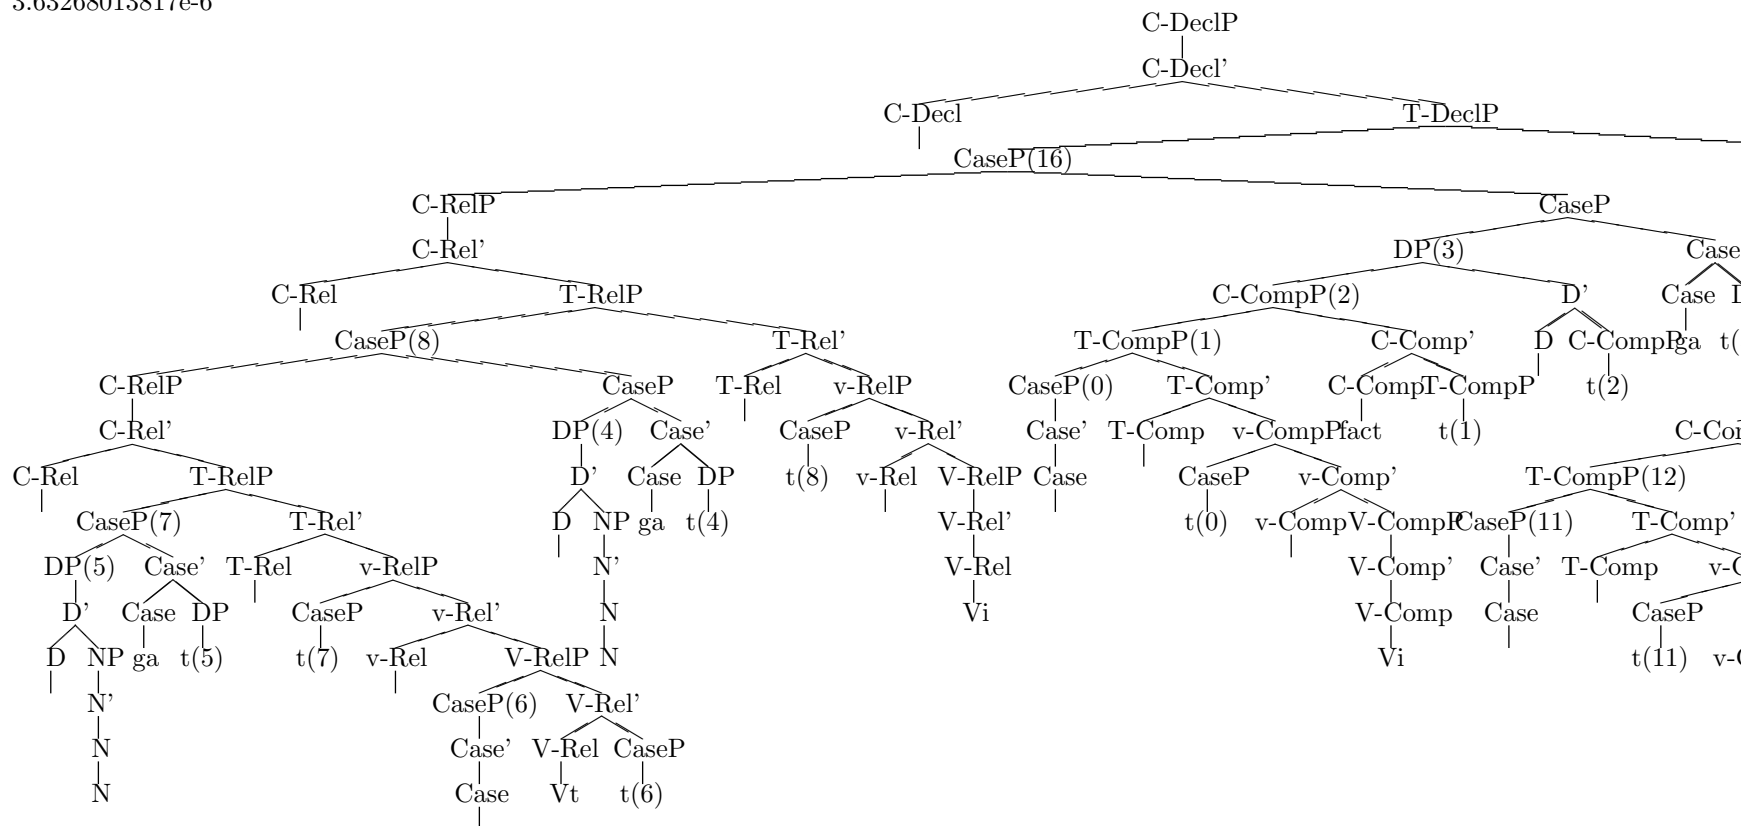 3.63268013817e-6
C-DeclP
C-Decl'
C-Decl T-DeclP
CaseP(16)
C-RelP CaseP
C-Rel' DP(3) Case
C-Rel T-RelP C-CompP(2) D' Case
CaseP(8) T-Rel' T-CompP(1) C-Comp' D C-CompP ga t(
C-RelP CaseP T-Rel v-RelP CaseP(0) T-Comp' C-Comp T-CompP t(2)
C-Rel' DP(4) Case' CaseP v-Rel' Case' T-Comp v-CompP fact t(1) C-Co
C-Rel T-RelP D' Case DP t(8) v-Rel V-RelP Case CaseP v-Comp' T-CompP(12)
CaseP(7) T-Rel' D NP ga t(4) V-Rel' t(0) v-Comp V-CompP CaseP(11) T-Comp'
DP(5) Case' T-Rel v-RelP N' V-Rel V-Comp' Case' T-Comp v-C
D' Case DP CaseP v-Rel' N Vi V-Comp Case CaseP
D NP ga t(5) t(7) v-Rel V-RelP N Vi t(11) v-C
N' CaseP(6) V-Rel'
N Case' V-Rel CaseP
N Case Vt t(6)